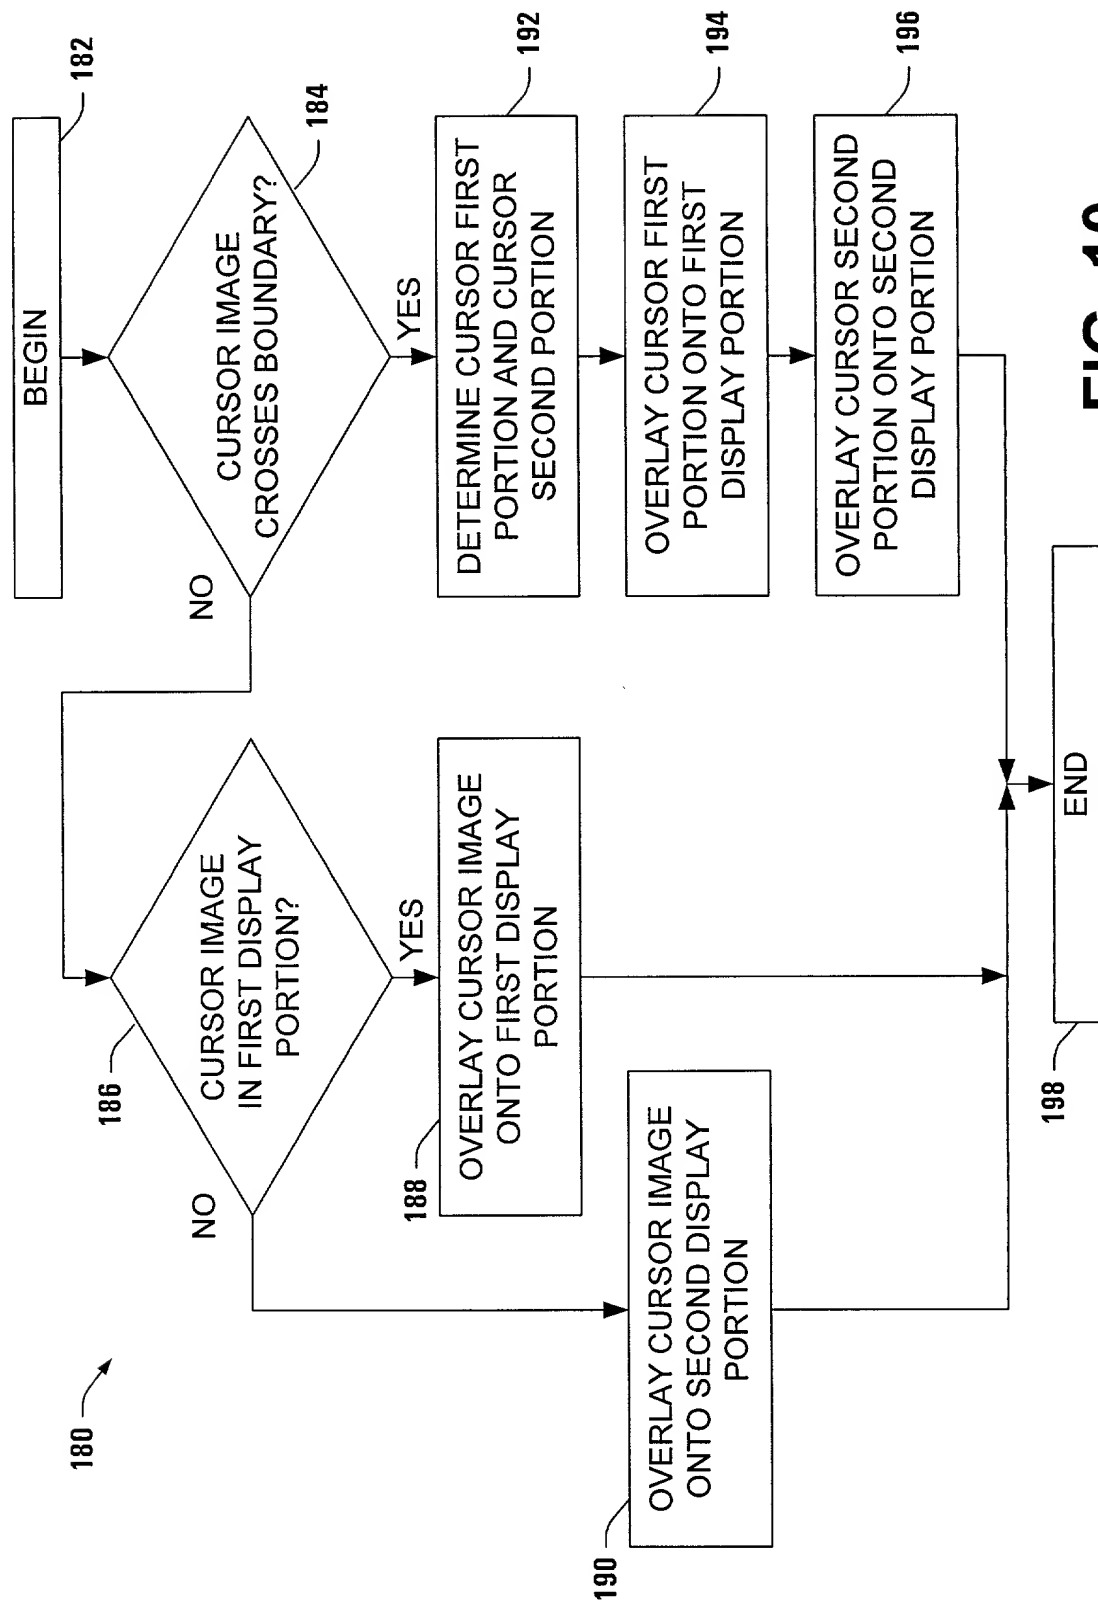 180
BEGIN
182
CURSOR IMAGE
CROSSES BOUNDARY?
184
NO
YES
186
CURSOR IMAGE
IN FIRST DISPLAY
PORTION?
NO
YES
188
OVERLAY CURSOR IMAGE
ONTO FIRST DISPLAY
PORTION
190
OVERLAY CURSOR IMAGE
ONTO SECOND DISPLAY
PORTION
DETERMINE CURSOR FIRST
PORTION AND CURSOR
SECOND PORTION
192
OVERLAY CURSOR FIRST
PORTION ONTO FIRST
DISPLAY PORTION
194
OVERLAY CURSOR SECOND
PORTION ONTO SECOND
DISPLAY PORTION
196
198
END
FIG